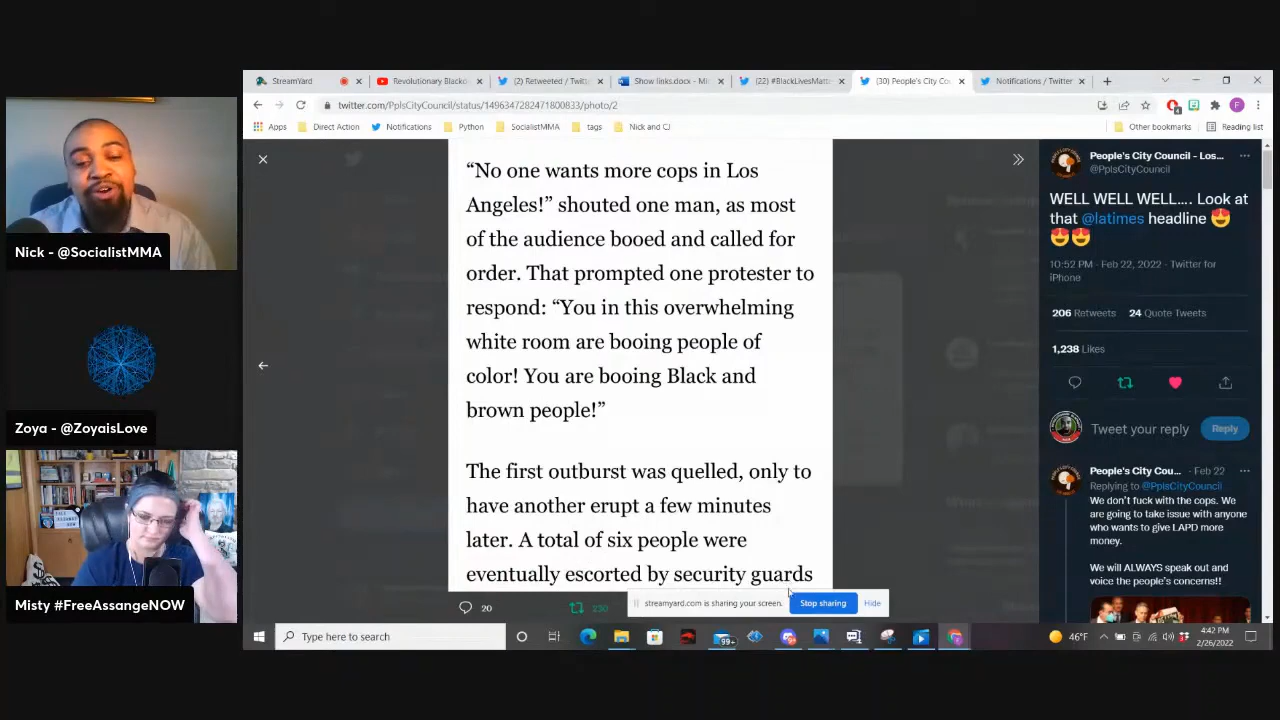 StreamYard
Revolutionary Blacko
(2) Retweeted / Twitt
Show links.docx - Mi
(22) #BlackLivesMatt
(30) People's City Co
Notifications / Twitter
twitter.com/PplsCityCouncil/status/1496347282471800833/photo/2
Apps
Direct Action
Notifications
Python
SocialistMMA
tags
Nick and CJ
Other bookmarks
Reading list
“No one wants more cops in Los
Angeles!” shouted one man, as most
of the audience booed and called for
order. That prompted one protester to
respond: “You in this overwhelming
white room are booing people of
color! You are booing Black and
brown people!”
The first outburst was quelled, only to
have another erupt a few minutes
later. A total of six people were
eventually escorted by security guards
20
230
streamyard.com is sharing your screen.
Stop sharing
Hide
People's City Council - Los...
@PplsCityCouncil
WELL WELL WELL.... Look at
that @latimes headline
10:52 PM - Feb 22, 2022 - Twitter for
iPhone
206 Retweets
24 Quote Tweets
1,238 Likes
Tweet your reply
Reply
People's City Cou... - Feb 22
Replying to @PplsCityCouncil
We don't fuck with the cops. We
are going to take issue with anyone
who wants to give LAPD more
money.
We will ALWAYS speak out and
voice the people's concerns!!
Nick - @SocialistMMA
Zoya - @ZoyaisLove
Misty #FreeAssangeNOW
Type here to search
99+
46°F
4:42 PM
2/26/2022